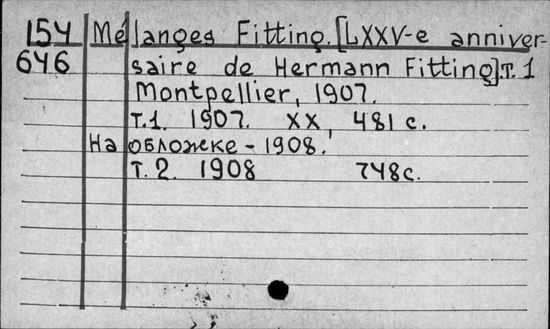 154 Mélanges Fitting. [LXXV-e anniver-
646 saire de Hermann Fitting] т. 1
Montpellier, 1907.
т. 1. 1907. XX, 481 с.
На обложке - 1908.
т. 2. 1908 748 с.